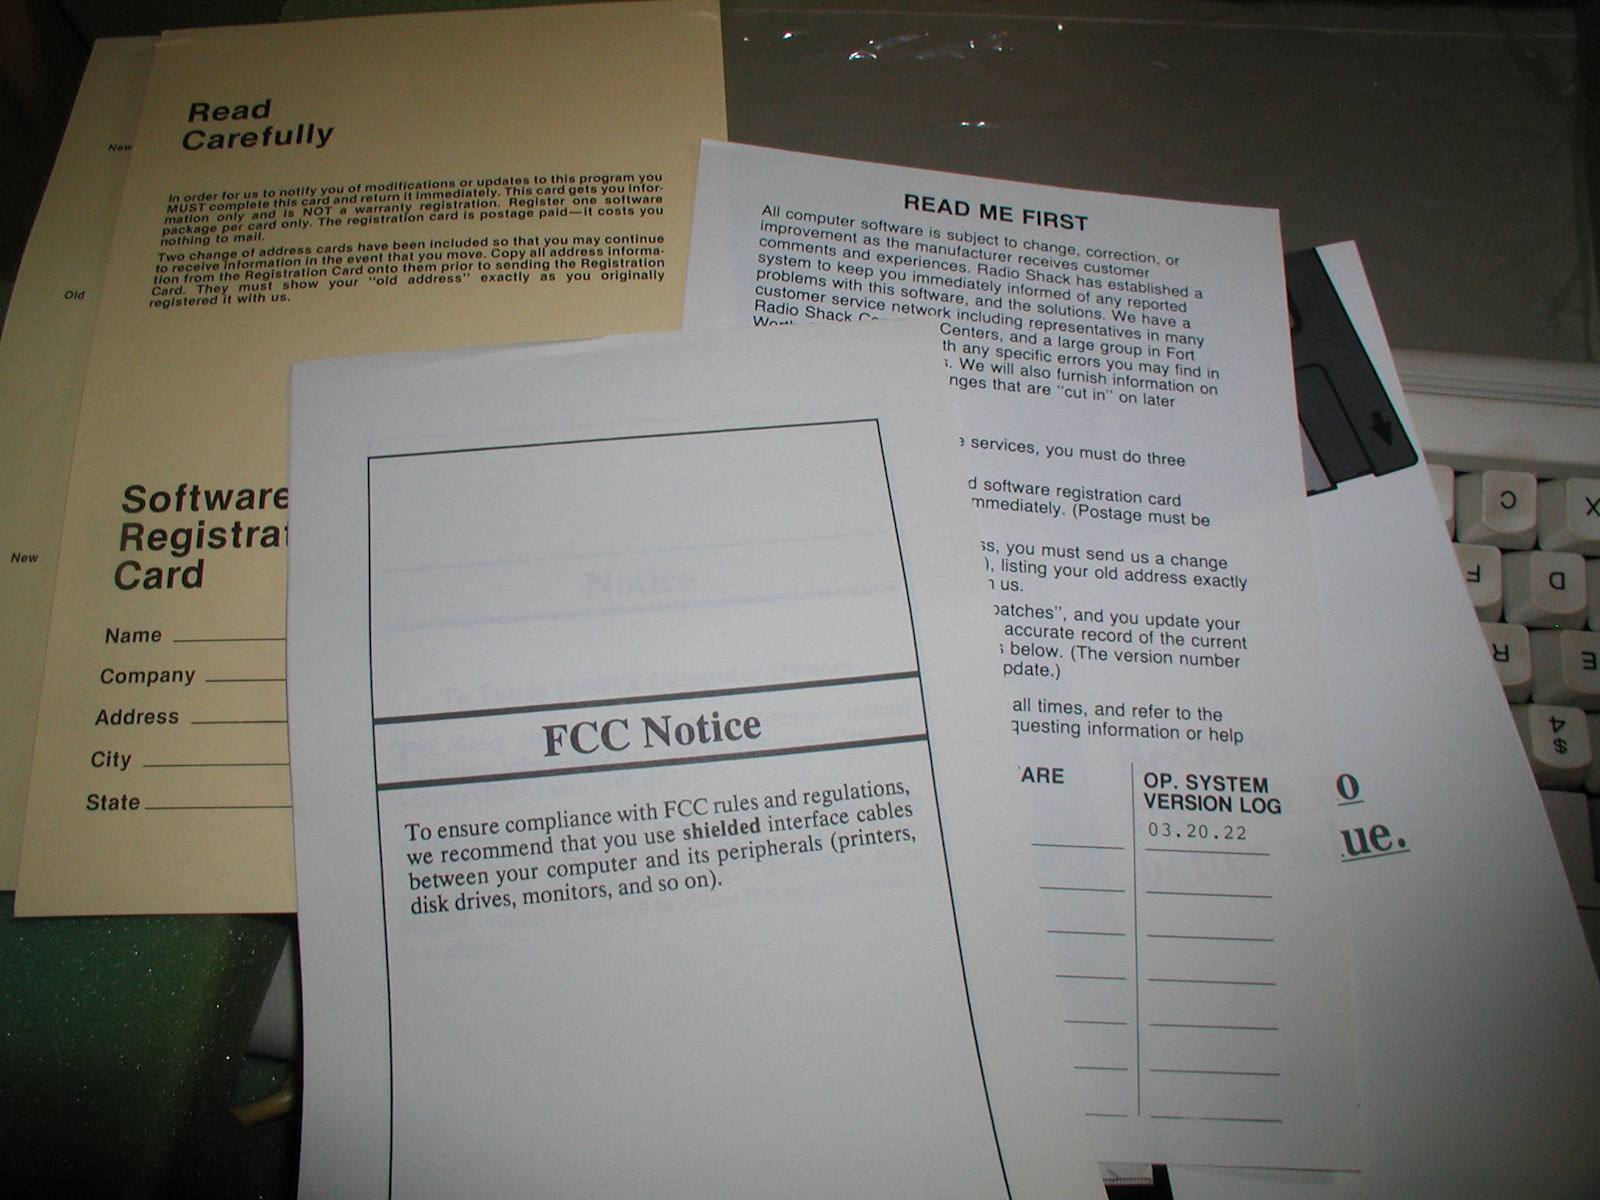 New
Old
New
Read
Carefully
In order for us to notify you of modifications or updates to this program you
MUST complete this card and return it immediately. This card gets you infor-
mation only and is NOT a warranty registration. Register one software
package per card only. The registration card is postage paid—it costs you
nothing to mail.
Two change of address cards have been included so that you may continue
to receive information in the event that you move. Copy all address informa-
tion from the Registration Card onto them prior to sending the Registration
Card. They must show your "old address" exactly as you originally
registered it with us.
Software
Registra
Card
Name
Company
Address
City
State
READ ME FIRST
All computer software is subject to change, correction, or
improvement as the manufacturer receives customer
comments and experiences. Radio Shack has established a
system to keep you immediately informed of any reported
problems with this software, and the solutions. We have a
customer service network including representatives in many
Radio Shack Centers, and a large group in Fort
any specific errors you may find in
. We will also furnish information on
nges that are "cut in" on later
services, you must do three
d software registration card
mmediately. (Postage must be
ss, you must send us a change
), listing your old address exactly
us.
patches", and you update your
accurate record of the current
below. (The version number
pdate.)
all times, and refer to the
questing information or help
ARE
OP. SYSTEM
VERSION LOG
03.20.22
o
ue.
Notice
To Tandy 1000 TX Computer Owners
FCC Notice
To ensure compliance with FCC rules and regulations,
we recommend that you use shielded interface cables
between your computer and its peripherals (printers,
disk drives, monitors, and so on).
C
X
F
D
R
E
$
4